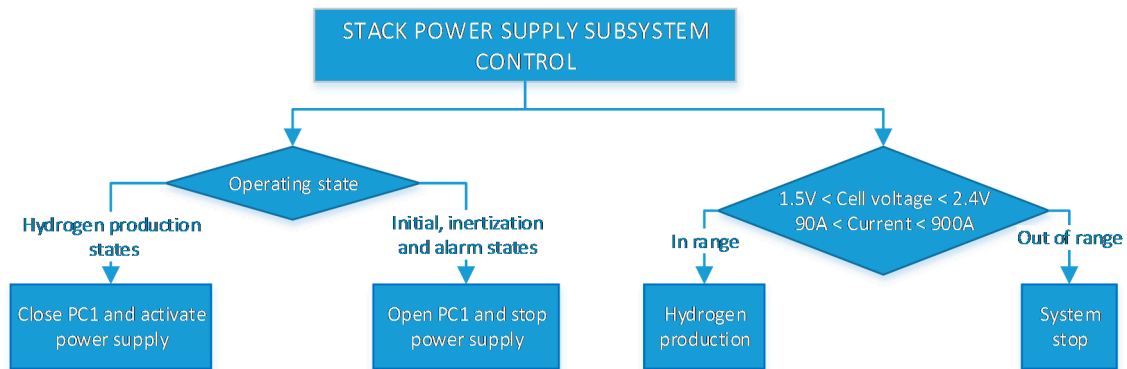 STACK POWER SUPPLY SUBSYSTEM
CONTROL
Operating state
1.5V < Cell voltage < 2.4V
90A < Current < 900A
Hydrogen production
states
Initial, inertization
and alarm states
In range
Out of range
Close PC1 and activate
power supply
Open PC1 and stop
power supply
Hydrogen
production
System
stop